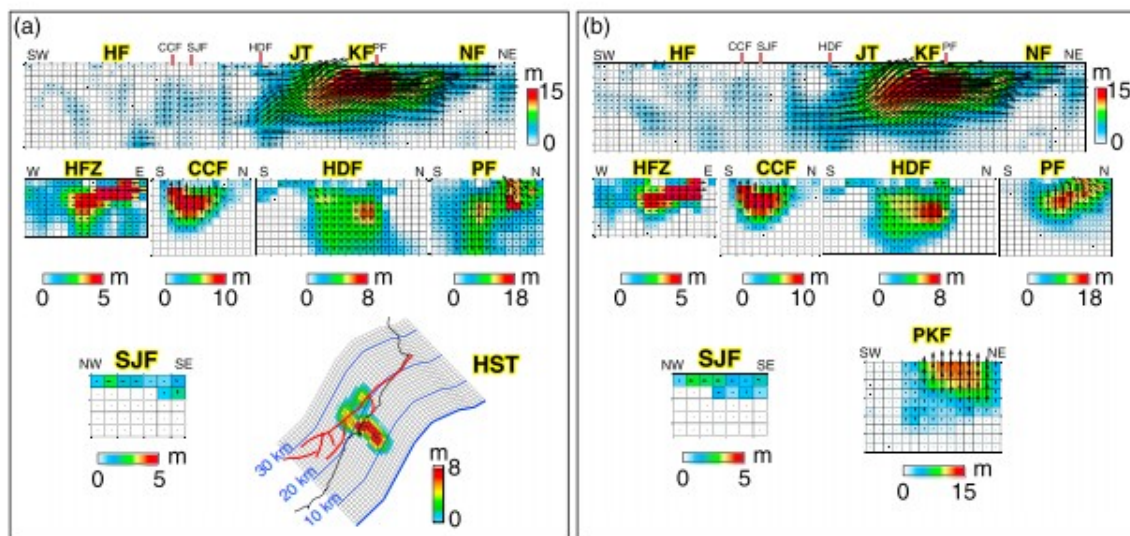 (a)
HF CCF SJF HDF JT KF PF NF
SW NE
m
15
0
HFZ CCF HDF PF
W E S N S N S N
m m m m
0 5 0 10 0 8 0 18
SJF
NW SE
m
0 5
HST
30 km
20 km
10 km
m
8
0
(b)
HF CCF SJF HDF JT KF PF NF
SW NE
m
15
0
HFZ CCF HDF PF
W E S N S N S N
m m m m
0 5 0 10 0 8 0 18
SJF
NW SE
m
0 5
PKF
SW NE
m
0 15